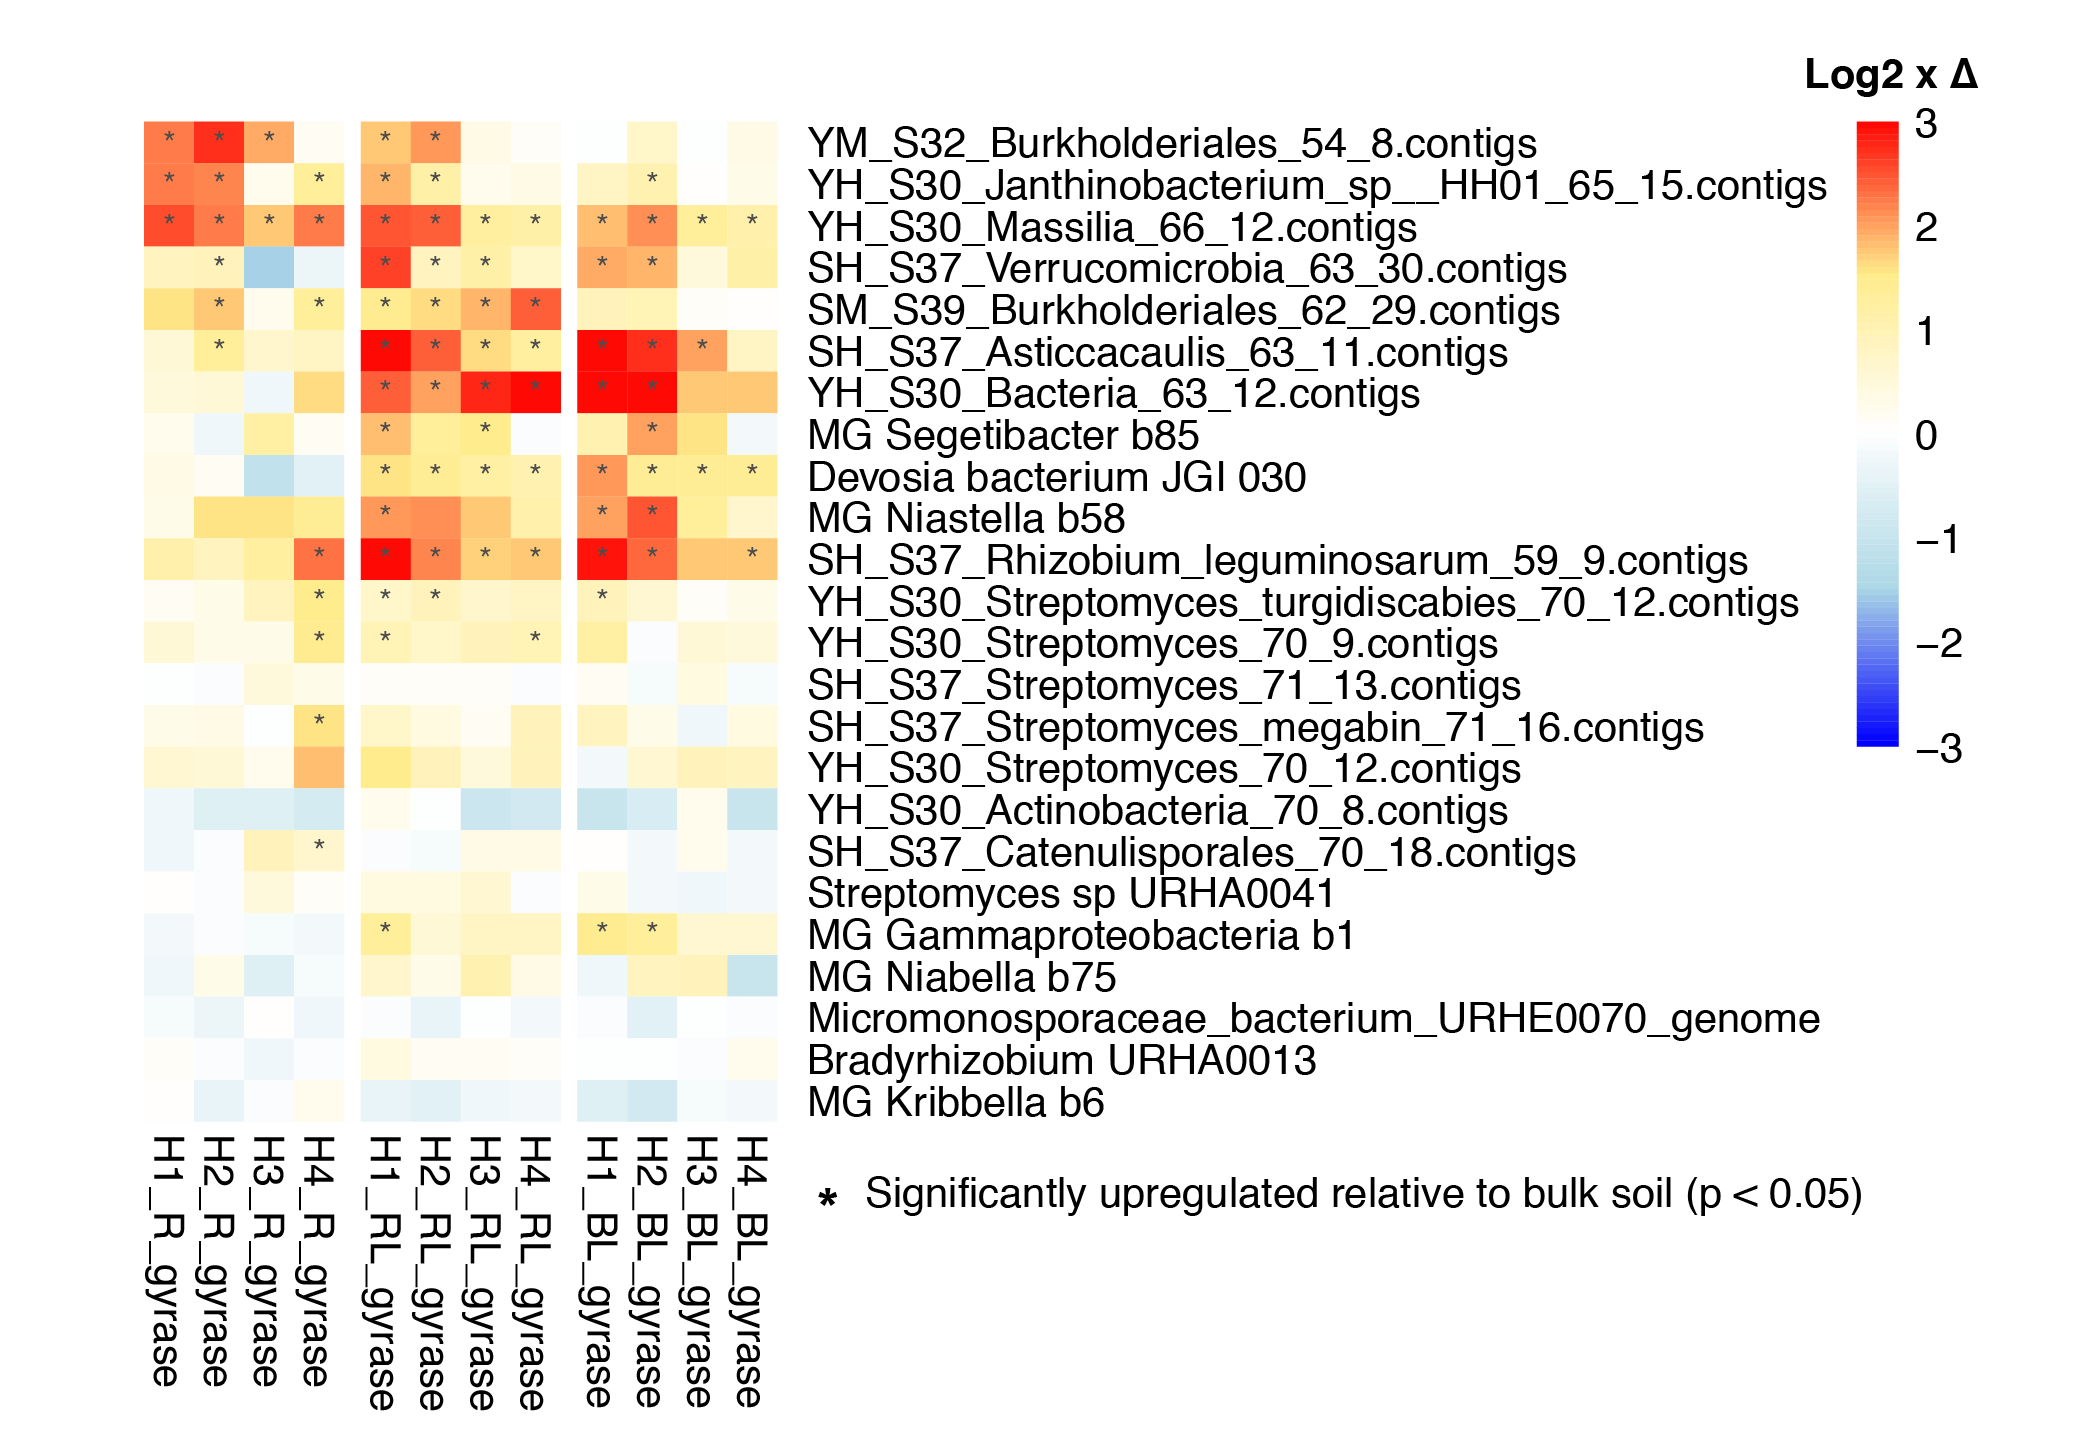 Log2 x Δ
3
2
1
0
−1
−2
−3
* * * * *
YM_S32_Burkholderiales_54_8.contigs
* * * * * *
YH_S30_Janthinobacterium_sp__HH01_65_15.contigs
* * * * * * * * * * * *
YH_S30_Massilia_66_12.contigs
* * * * * *
SH_S37_Verrucomicrobia_63_30.contigs
* * * * * *
SM_S39_Burkholderiales_62_29.contigs
* * * * * * * *
SH_S37_Asticcacaulis_63_11.contigs
* * * * * *
YH_S30_Bacteria_63_12.contigs
* * *
MG Segetibacter b85
* * * * * * * *
Devosia bacterium JGI 030
* * *
MG Niastella b58
* * * * * * * *
SH_S37_Rhizobium_leguminosarum_59_9.contigs
* * * *
YH_S30_Streptomyces_turgidiscabies_70_12.contigs
* * *
YH_S30_Streptomyces_70_9.contigs
SH_S37_Streptomyces_71_13.contigs
*
SH_S37_Streptomyces_megabin_71_16.contigs
YH_S30_Streptomyces_70_12.contigs
YH_S30_Actinobacteria_70_8.contigs
*
SH_S37_Catenulisporales_70_18.contigs
Streptomyces sp URHA0041
* * *
MG Gammaproteobacteria b1
MG Niabella b75
Micromonosporaceae_bacterium_URHE0070_genome
Bradyrhizobium URHA0013
MG Kribbella b6
H1_R_gyrase
H2_R_gyrase
H3_R_gyrase
H4_R_gyrase
H1_RL_gyrase
H2_RL_gyrase
H3_RL_gyrase
H4_RL_gyrase
H1_BL_gyrase
H2_BL_gyrase
H3_BL_gyrase
H4_BL_gyrase
* Significantly upregulated relative to bulk soil (p < 0.05)